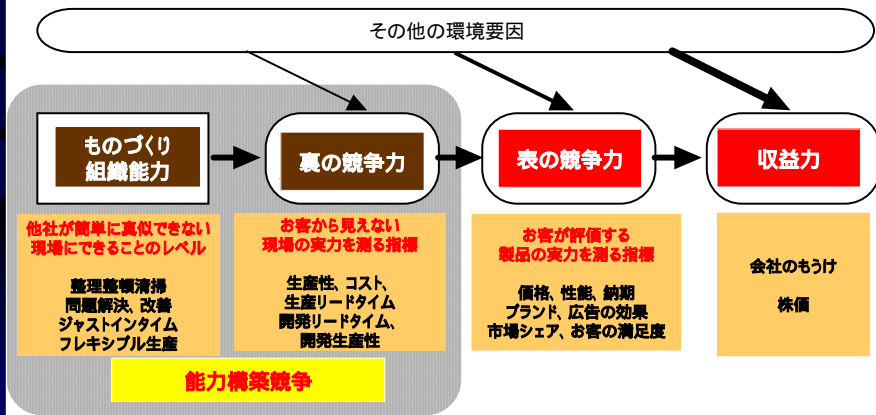 その他の環境要因
ものづくり
組織能力
裏の競争力
表の競争力
収益力
他社が簡単に真似できない
現場にできることのレベル
整理整頓清掃
問題解決、改善
ジャストインタイム
フレキシブル生産
お客から見えない
現場の実力を測る指標
生産性、コスト、
生産リードタイム
開発リードタイム、
開発生産性
お客が評価する
製品の実力を測る指標
価格、性能、納期
ブランド、広告の効果
市場シェア、お客の満足度
会社のもうけ
株価
能力構築競争